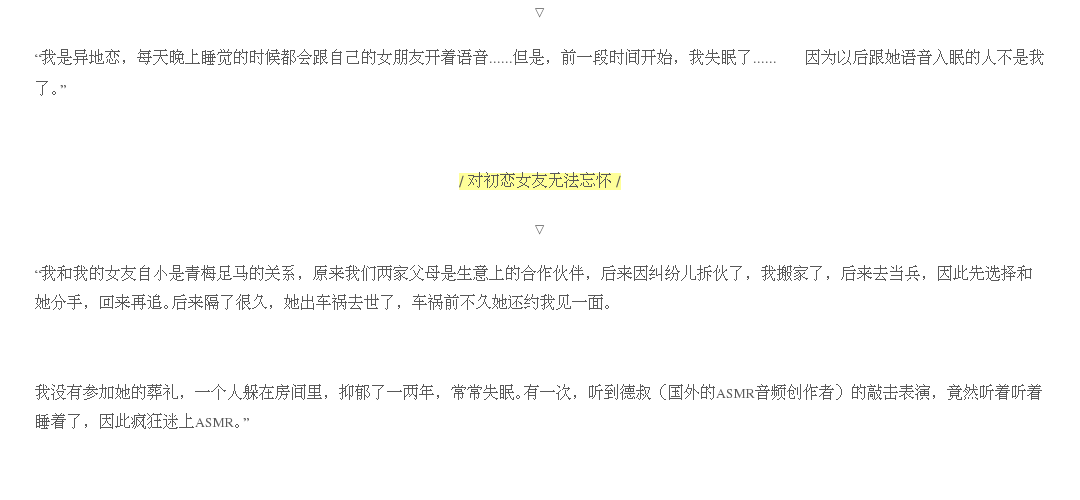 ▽
“我是异地恋，每天晚上睡觉的时候都会跟自己的女朋友开着语音......但是，前一段时间开始，我失眠了...... 因为以后跟她语音入眠的人不是我
了。”
/ 对初恋女友无法忘怀 /
▽
“我和我的女友自小是青梅足马的关系，原来我们两家父母是生意上的合作伙伴，后来因纠纷儿拆伙了，我搬家了，后来去当兵，因此先选择和
她分手，回来再追。后来隔了很久，她出车祸去世了，车祸前不久她还约我见一面。
我没有参加她的葬礼，一个人躲在房间里，抑郁了一两年，常常失眠。有一次，听到德叔（国外的ASMR音频创作者）的敲击表演，竟然听着听着
睡着了，因此疯狂迷上ASMR。”